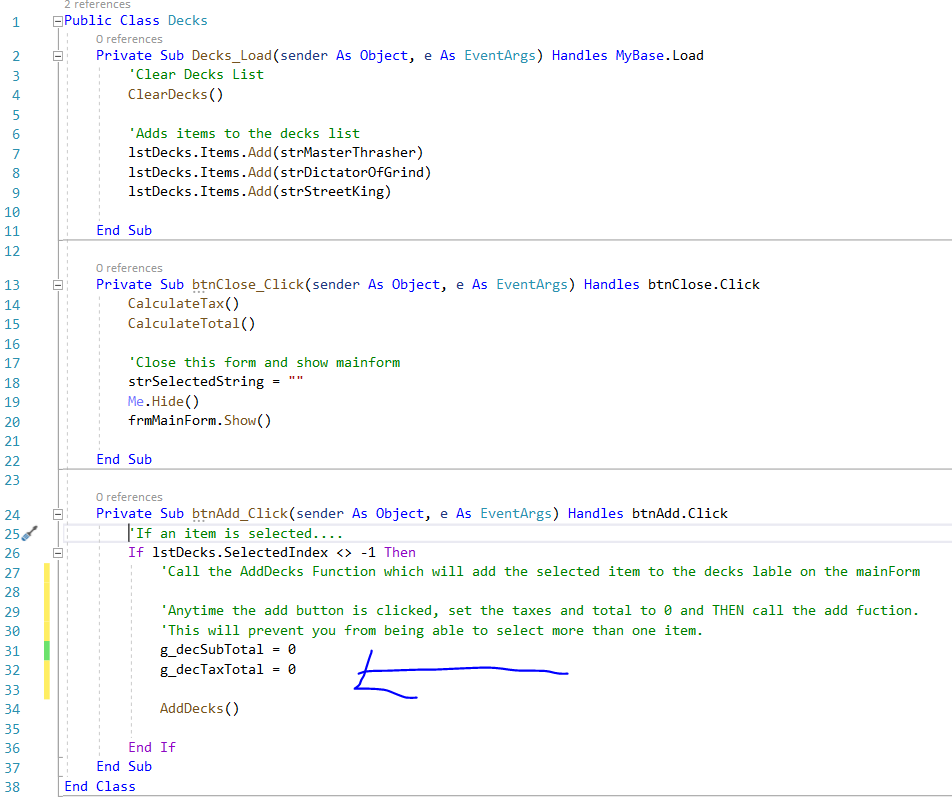 2 references
1 Public Class Decks
0 references
2 Private Sub Decks_Load(sender As Object, e As EventArgs) Handles MyBase.Load
3 'Clear Decks List
4 ClearDecks()
5
6 'Adds items to the decks list
7 lstDecks.Items.Add(strMasterThrasher)
8 lstDecks.Items.Add(strDictatorOfGrind)
9 lstDecks.Items.Add(strStreetKing)
10
11 End Sub
12
0 references
13 Private Sub btnClose_Click(sender As Object, e As EventArgs) Handles btnClose.Click
14 CalculateTax()
15 CalculateTotal()
16
17 'Close this form and show mainform
18 strSelectedString = ""
19 Me.Hide()
20 frmMainForm.Show()
21
22 End Sub
23
0 references
24 Private Sub btnAdd_Click(sender As Object, e As EventArgs) Handles btnAdd.Click
25 'If an item is selected....
26 If lstDecks.SelectedIndex <> -1 Then
27 'Call the AddDecks Function which will add the selected item to the decks lable on the mainForm
28
29 'Anytime the add button is clicked, set the taxes and total to 0 and THEN call the add fuction.
30 'This will prevent you from being able to select more than one item.
31 g_decSubTotal = 0
32 g_decTaxTotal = 0
33
34 AddDecks()
35
36 End If
37 End Sub
38 End Class